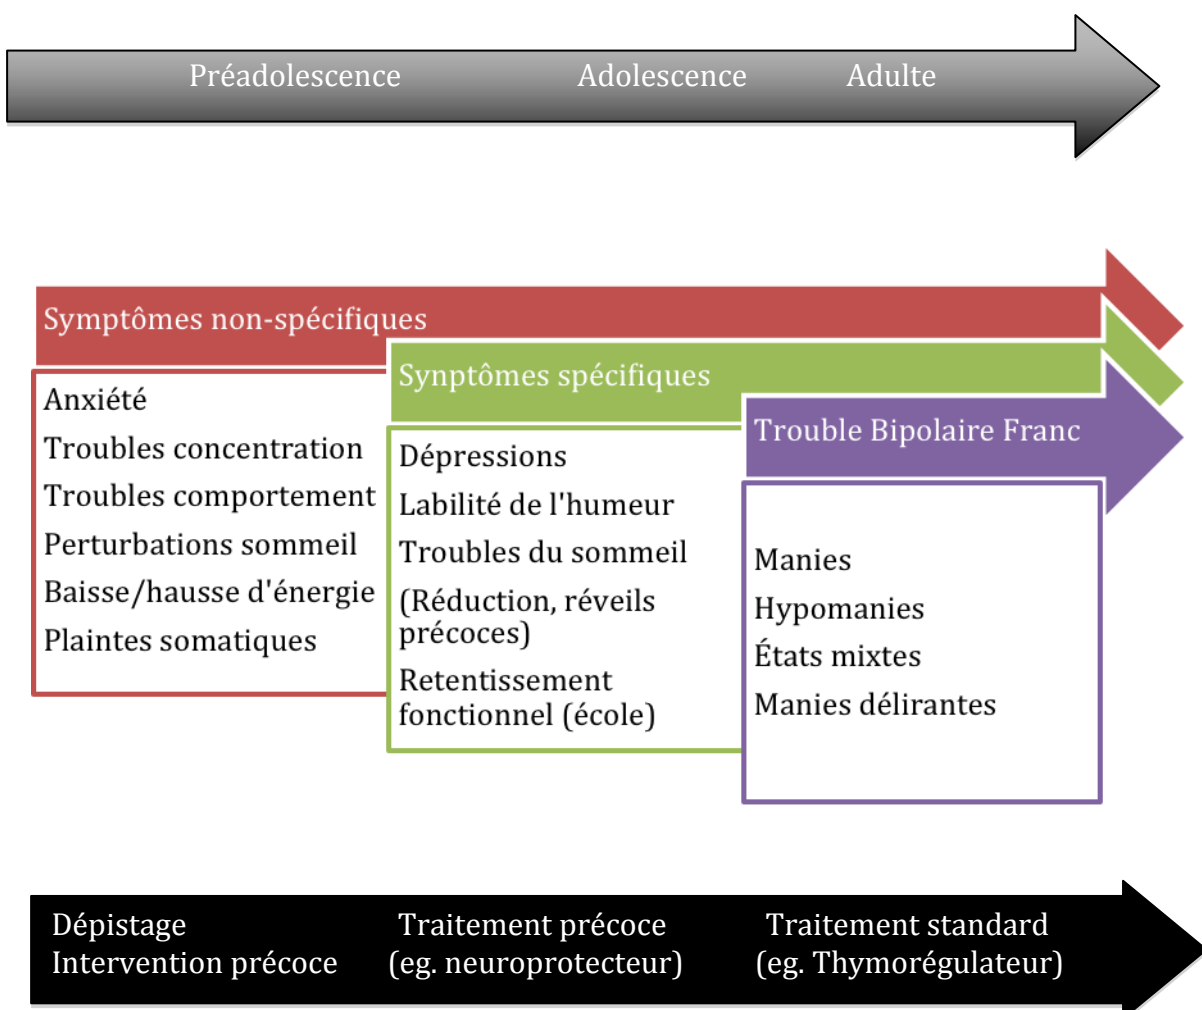 Préadolescence Adolescence Adulte
Symptômes non-spécifiques
Anxiété
Troubles concentration
Troubles comportement
Perturbations sommeil
Baisse/hausse d'énergie
Plaintes somatiques
Synptômes spécifiques
Dépressions
Labilité de l'humeur
Troubles du sommeil
(Réduction, réveils
précoces)
Retentissement
fonctionnel (école)
Trouble Bipolaire Franc
Manies
Hypomanies
États mixtes
Manies délirantes
Dépistage
Intervention précoce
Traitement précoce
(eg. neuroprotecteur)
Traitement standard
(eg. Thymorégulateur)